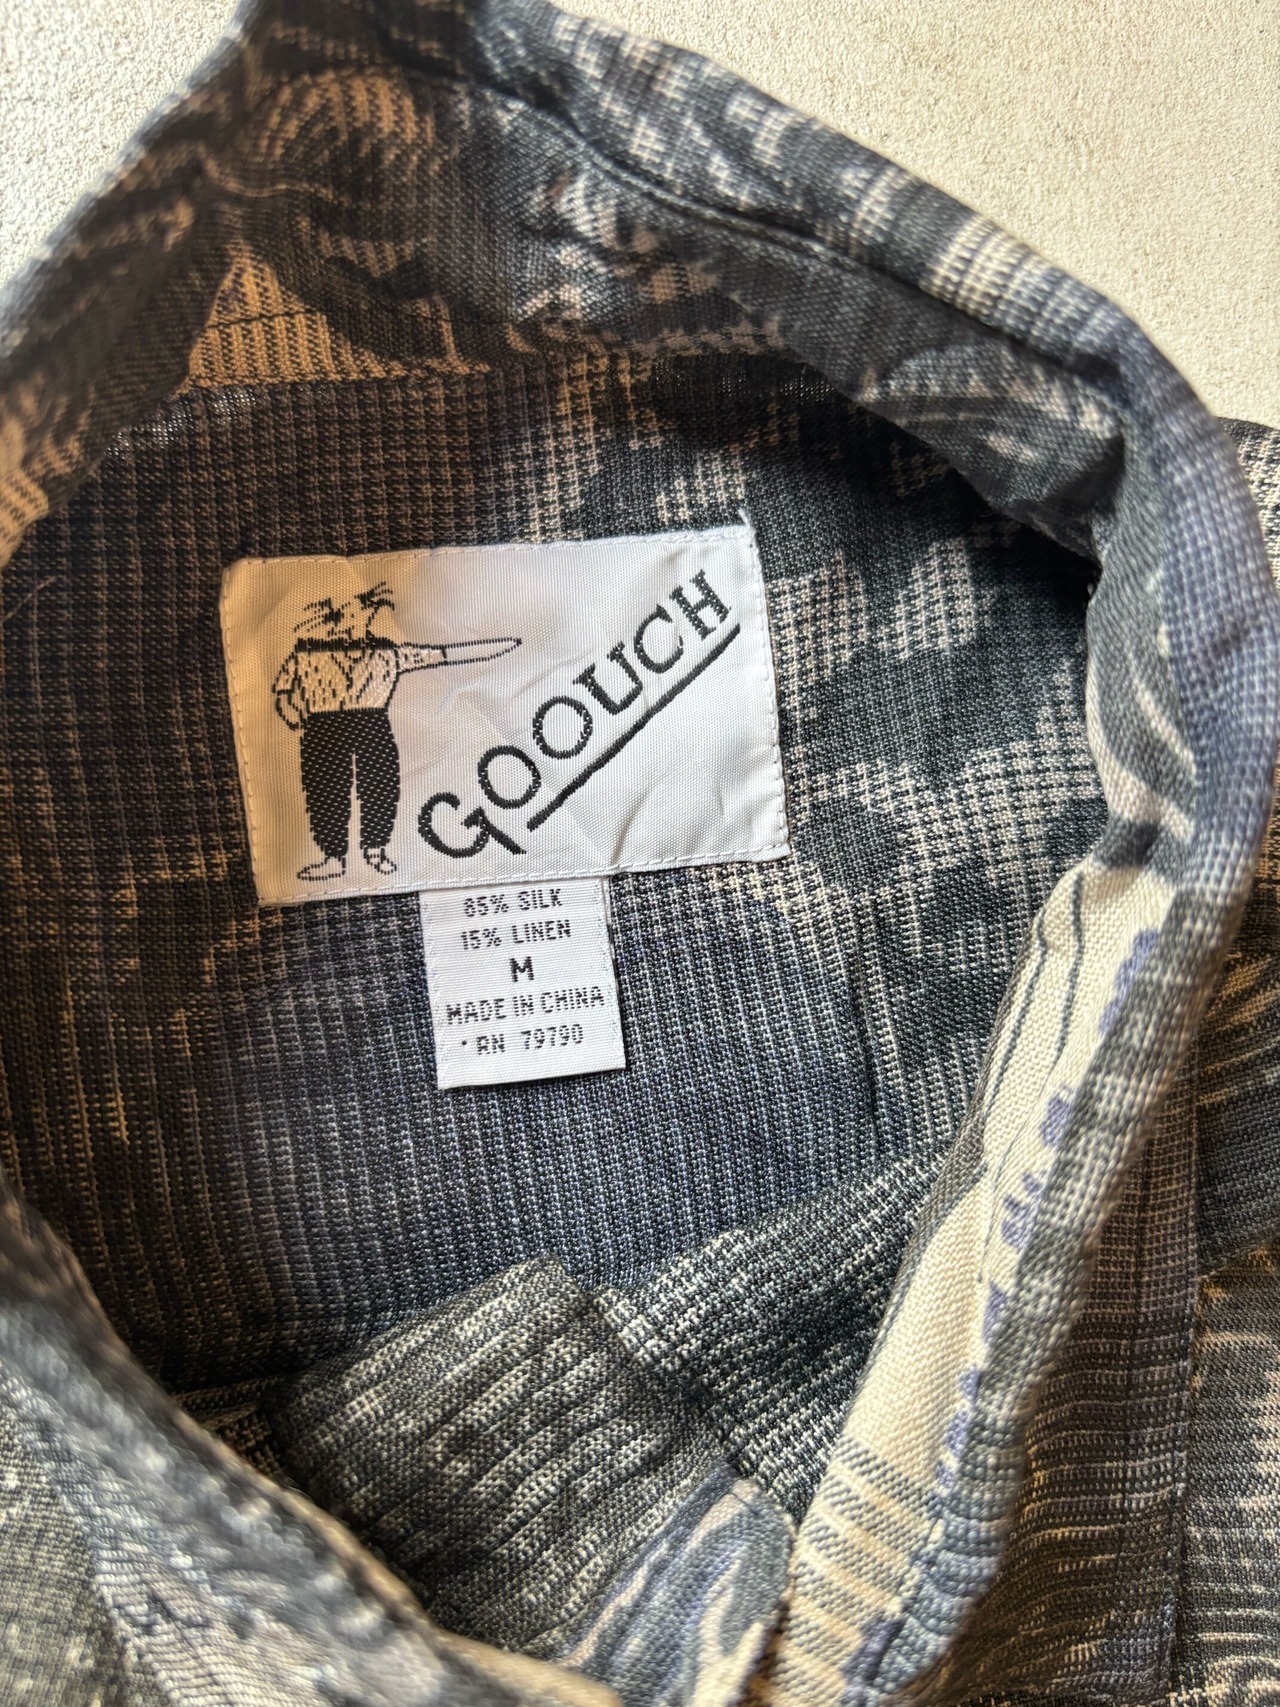 GOOUCH
85% SILK
15% LINEN
M
MADE IN CHINA
RN 79790